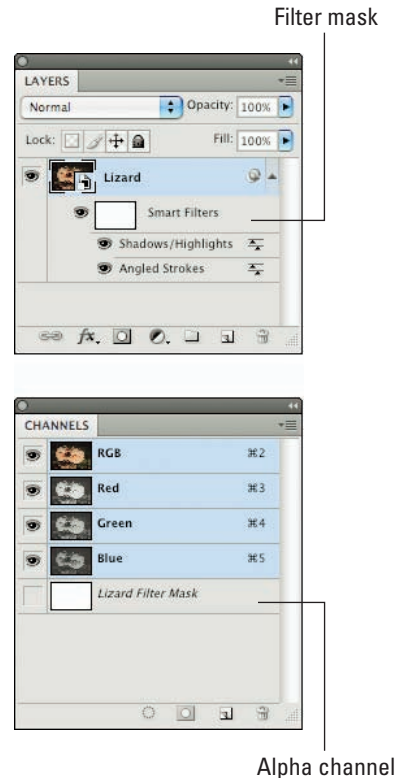 Filter mask
LAYERS
Normal Opacity: 100%
Lock: Fill: 100%
Lizard
Smart Filters
Shadows/Highlights
Angled Strokes
fx.
CHANNELS
RGB ⌘2
Red ⌘3
Green ⌘4
Blue ⌘5
Lizard Filter Mask
Alpha channel